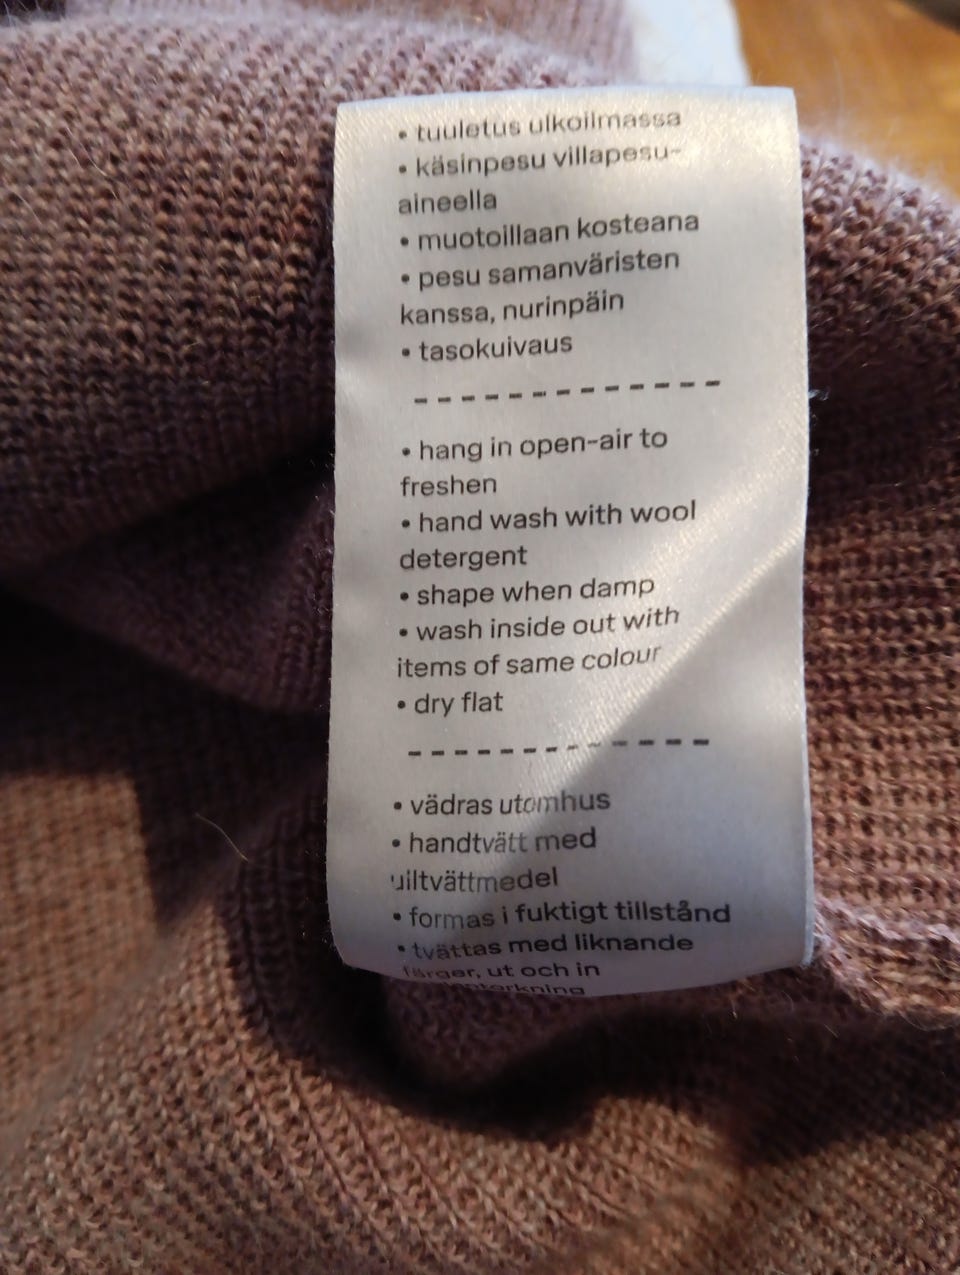 • tuuletus ulkoilmassa
• käsinpesu villapesu-
aineella
• muotoillaan kosteana
• pesu samanväristen
kanssa, nurinpäin
• tasokuivaus
- - - - - - - - - - - - -
• hang in open-air to
freshen
• hand wash with wool
detergent
• shape when damp
• wash inside out with
items of same colour
• dry flat
- - - - - - - - - - - - -
• vädras utomhus
• handtvätt med
ulltvättmedel
• formas i fuktigt tillstånd
• tvättas med liknande
färger, ut och in